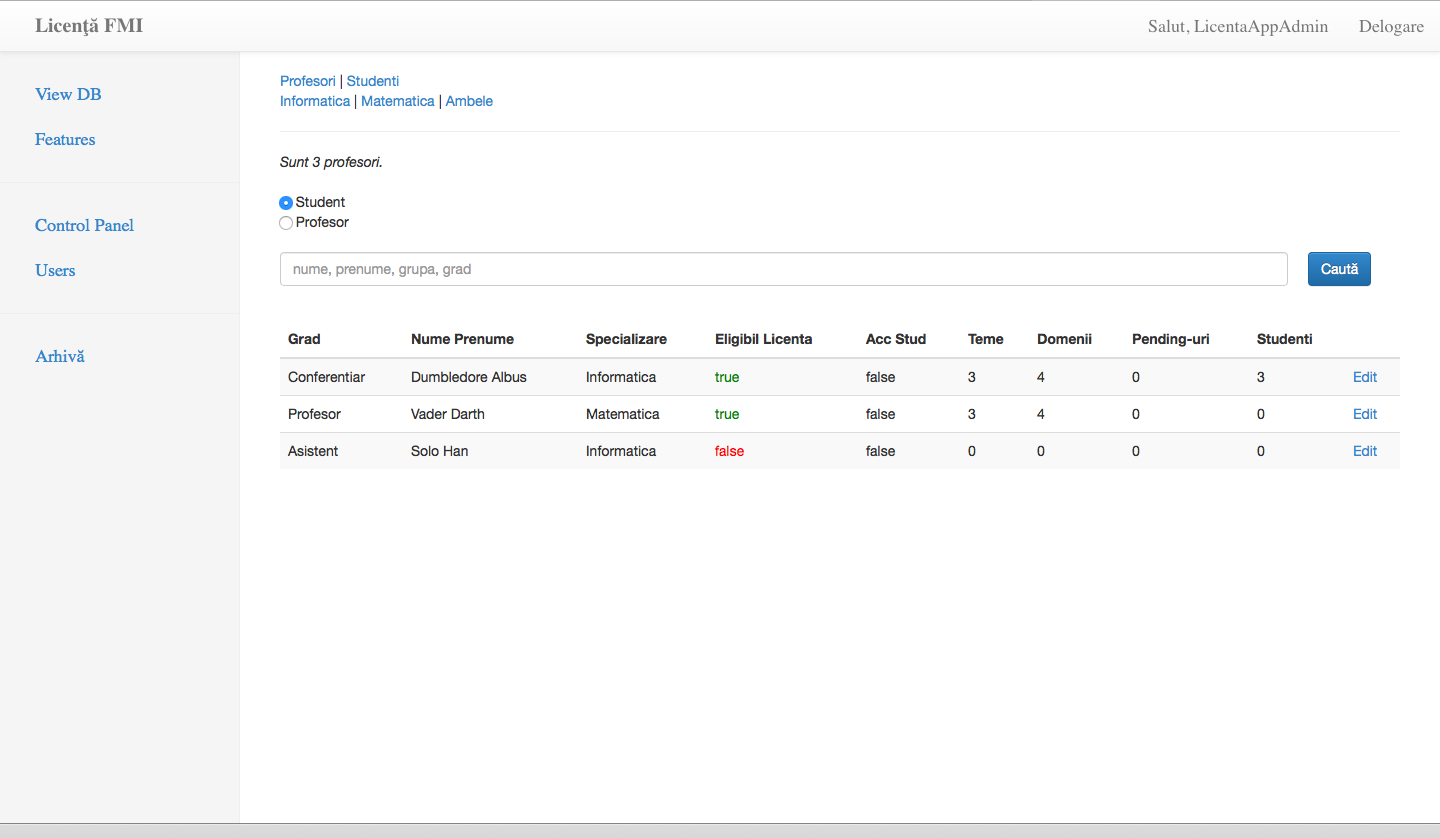 Licenţă FMI
Salut, LicentaAppAdmin Delogare
View DB
Features
Control Panel
Users
Arhivă
Profesori | Studenti
Informatica | Matematica | Ambele
Sunt 3 profesori.
Student
Profesor
nume, prenume, grupa, grad
Caută
Grad Nume Prenume Specializare Eligibil Licenta Acc Stud Teme Domenii Pending-uri Studenti
Conferentiar Dumbledore Albus Informatica true false 3 4 0 3 Edit
Profesor Vader Darth Matematica true false 3 4 0 0 Edit
Asistent Solo Han Informatica false false 0 0 0 0 Edit